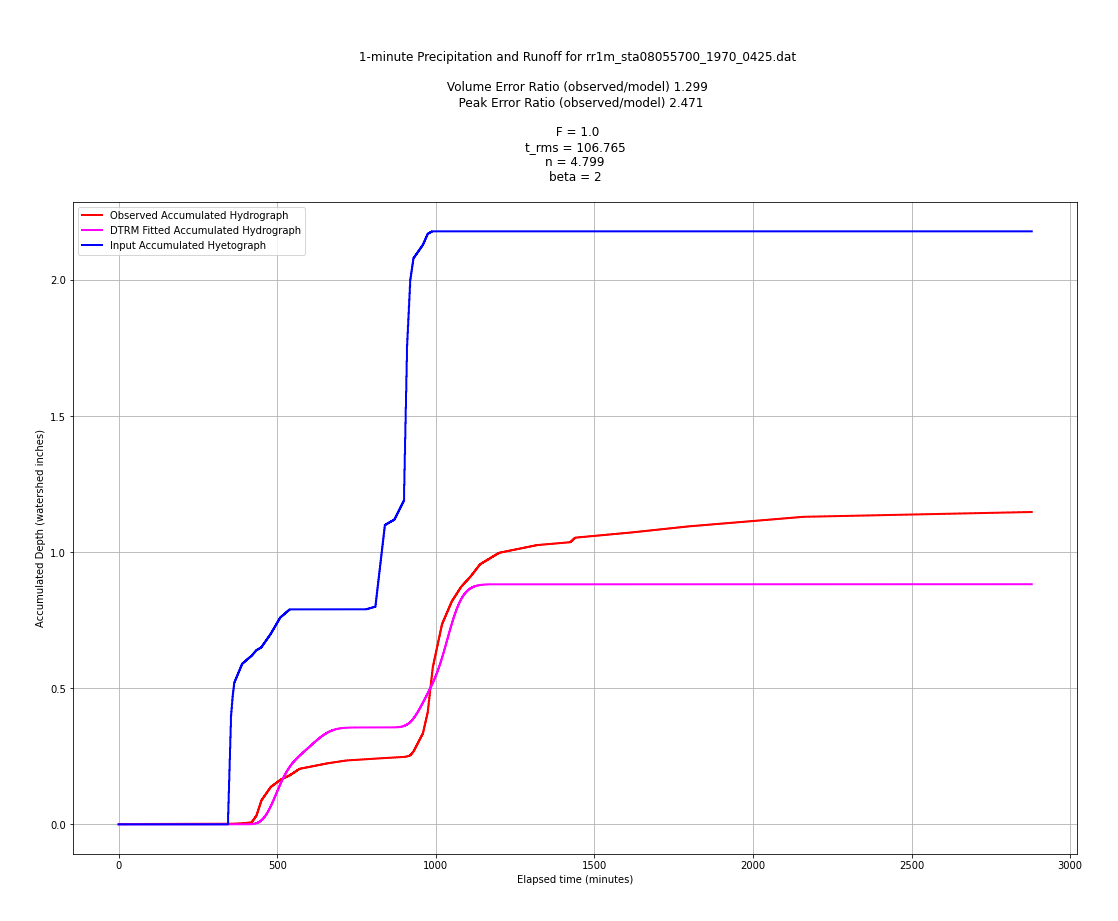 1-minute Precipitation and Runoff for rr1m_sta08055700_1970_0425.dat
Volume Error Ratio (observed/model) 1.299
Peak Error Ratio (observed/model) 2.471
F = 1.0
t_rms = 106.765
n = 4.799
beta = 2
Observed Accumulated Hydrograph
DTRM Fitted Accumulated Hydrograph
Input Accumulated Hyetograph
Accumulated Depth (watershed inches)
2.0
1.5
1.0
0.5
0.0
0 500 1000 1500 2000 2500 3000
Elapsed time (minutes)